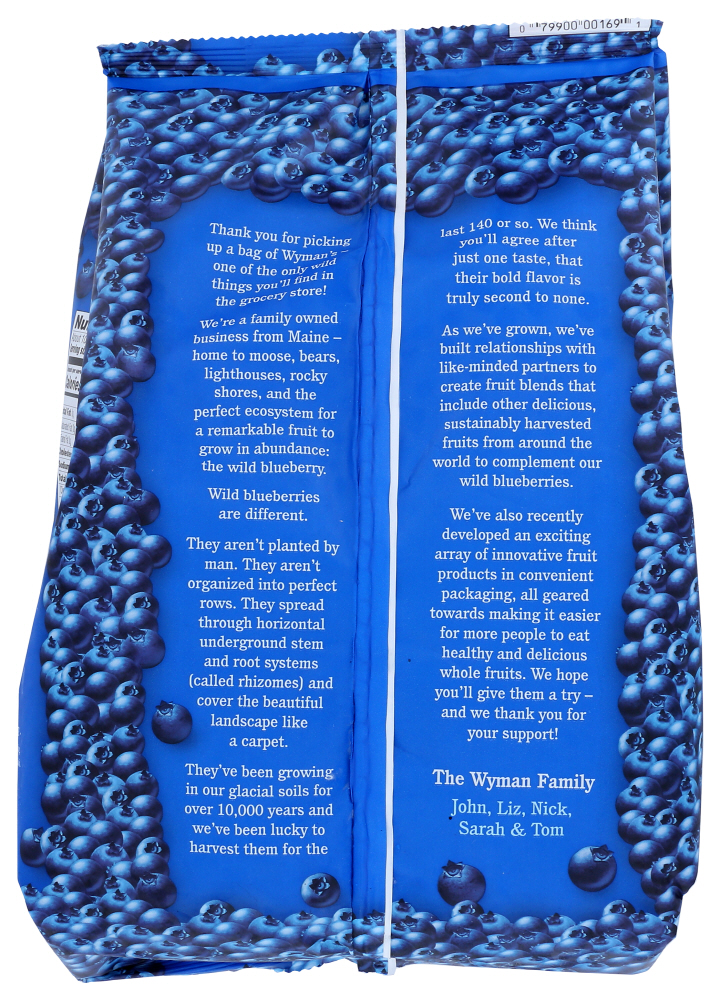 0 79900 00169 1
Thank you for picking
up a bag of Wyman's –
one of the only wild
things you'll find in
the grocery store!
We're a family owned
business from Maine –
home to moose, bears,
lighthouses, rocky
shores, and the
perfect ecosystem for
a remarkable fruit to
grow in abundance:
the wild blueberry.
Wild blueberries
are different.
They aren't planted by
man. They aren't
organized into perfect
rows. They spread
through horizontal
underground stem
and root systems
(called rhizomes) and
cover the beautiful
landscape like
a carpet.
They've been growing
in our glacial soils for
over 10,000 years and
we've been lucky to
harvest them for the
last 140 or so. We think
you'll agree after
just one taste, that
their bold flavor is
truly second to none.
As we've grown, we've
built relationships with
like-minded partners to
create fruit blends that
include other delicious,
sustainably harvested
fruits from around the
world to complement our
wild blueberries.
We've also recently
developed an exciting
array of innovative fruit
products in convenient
packaging, all geared
towards making it easier
for more people to eat
healthy and delicious
whole fruits. We hope
you'll give them a try –
and we thank you for
your support!
The Wyman Family
John, Liz, Nick,
Sarah & Tom
Nu